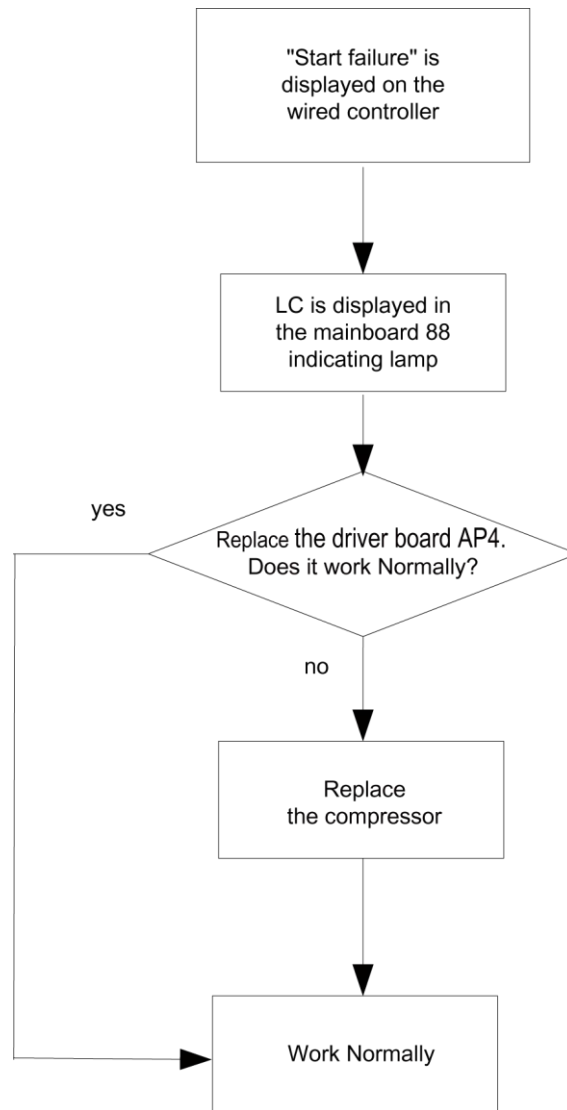 "Start failure" is
displayed on the
wired controller
LC is displayed in
the mainboard 88
indicating lamp
yes
Replace the driver board AP4.
Does it work Normally?
no
Replace
the compressor
Work Normally